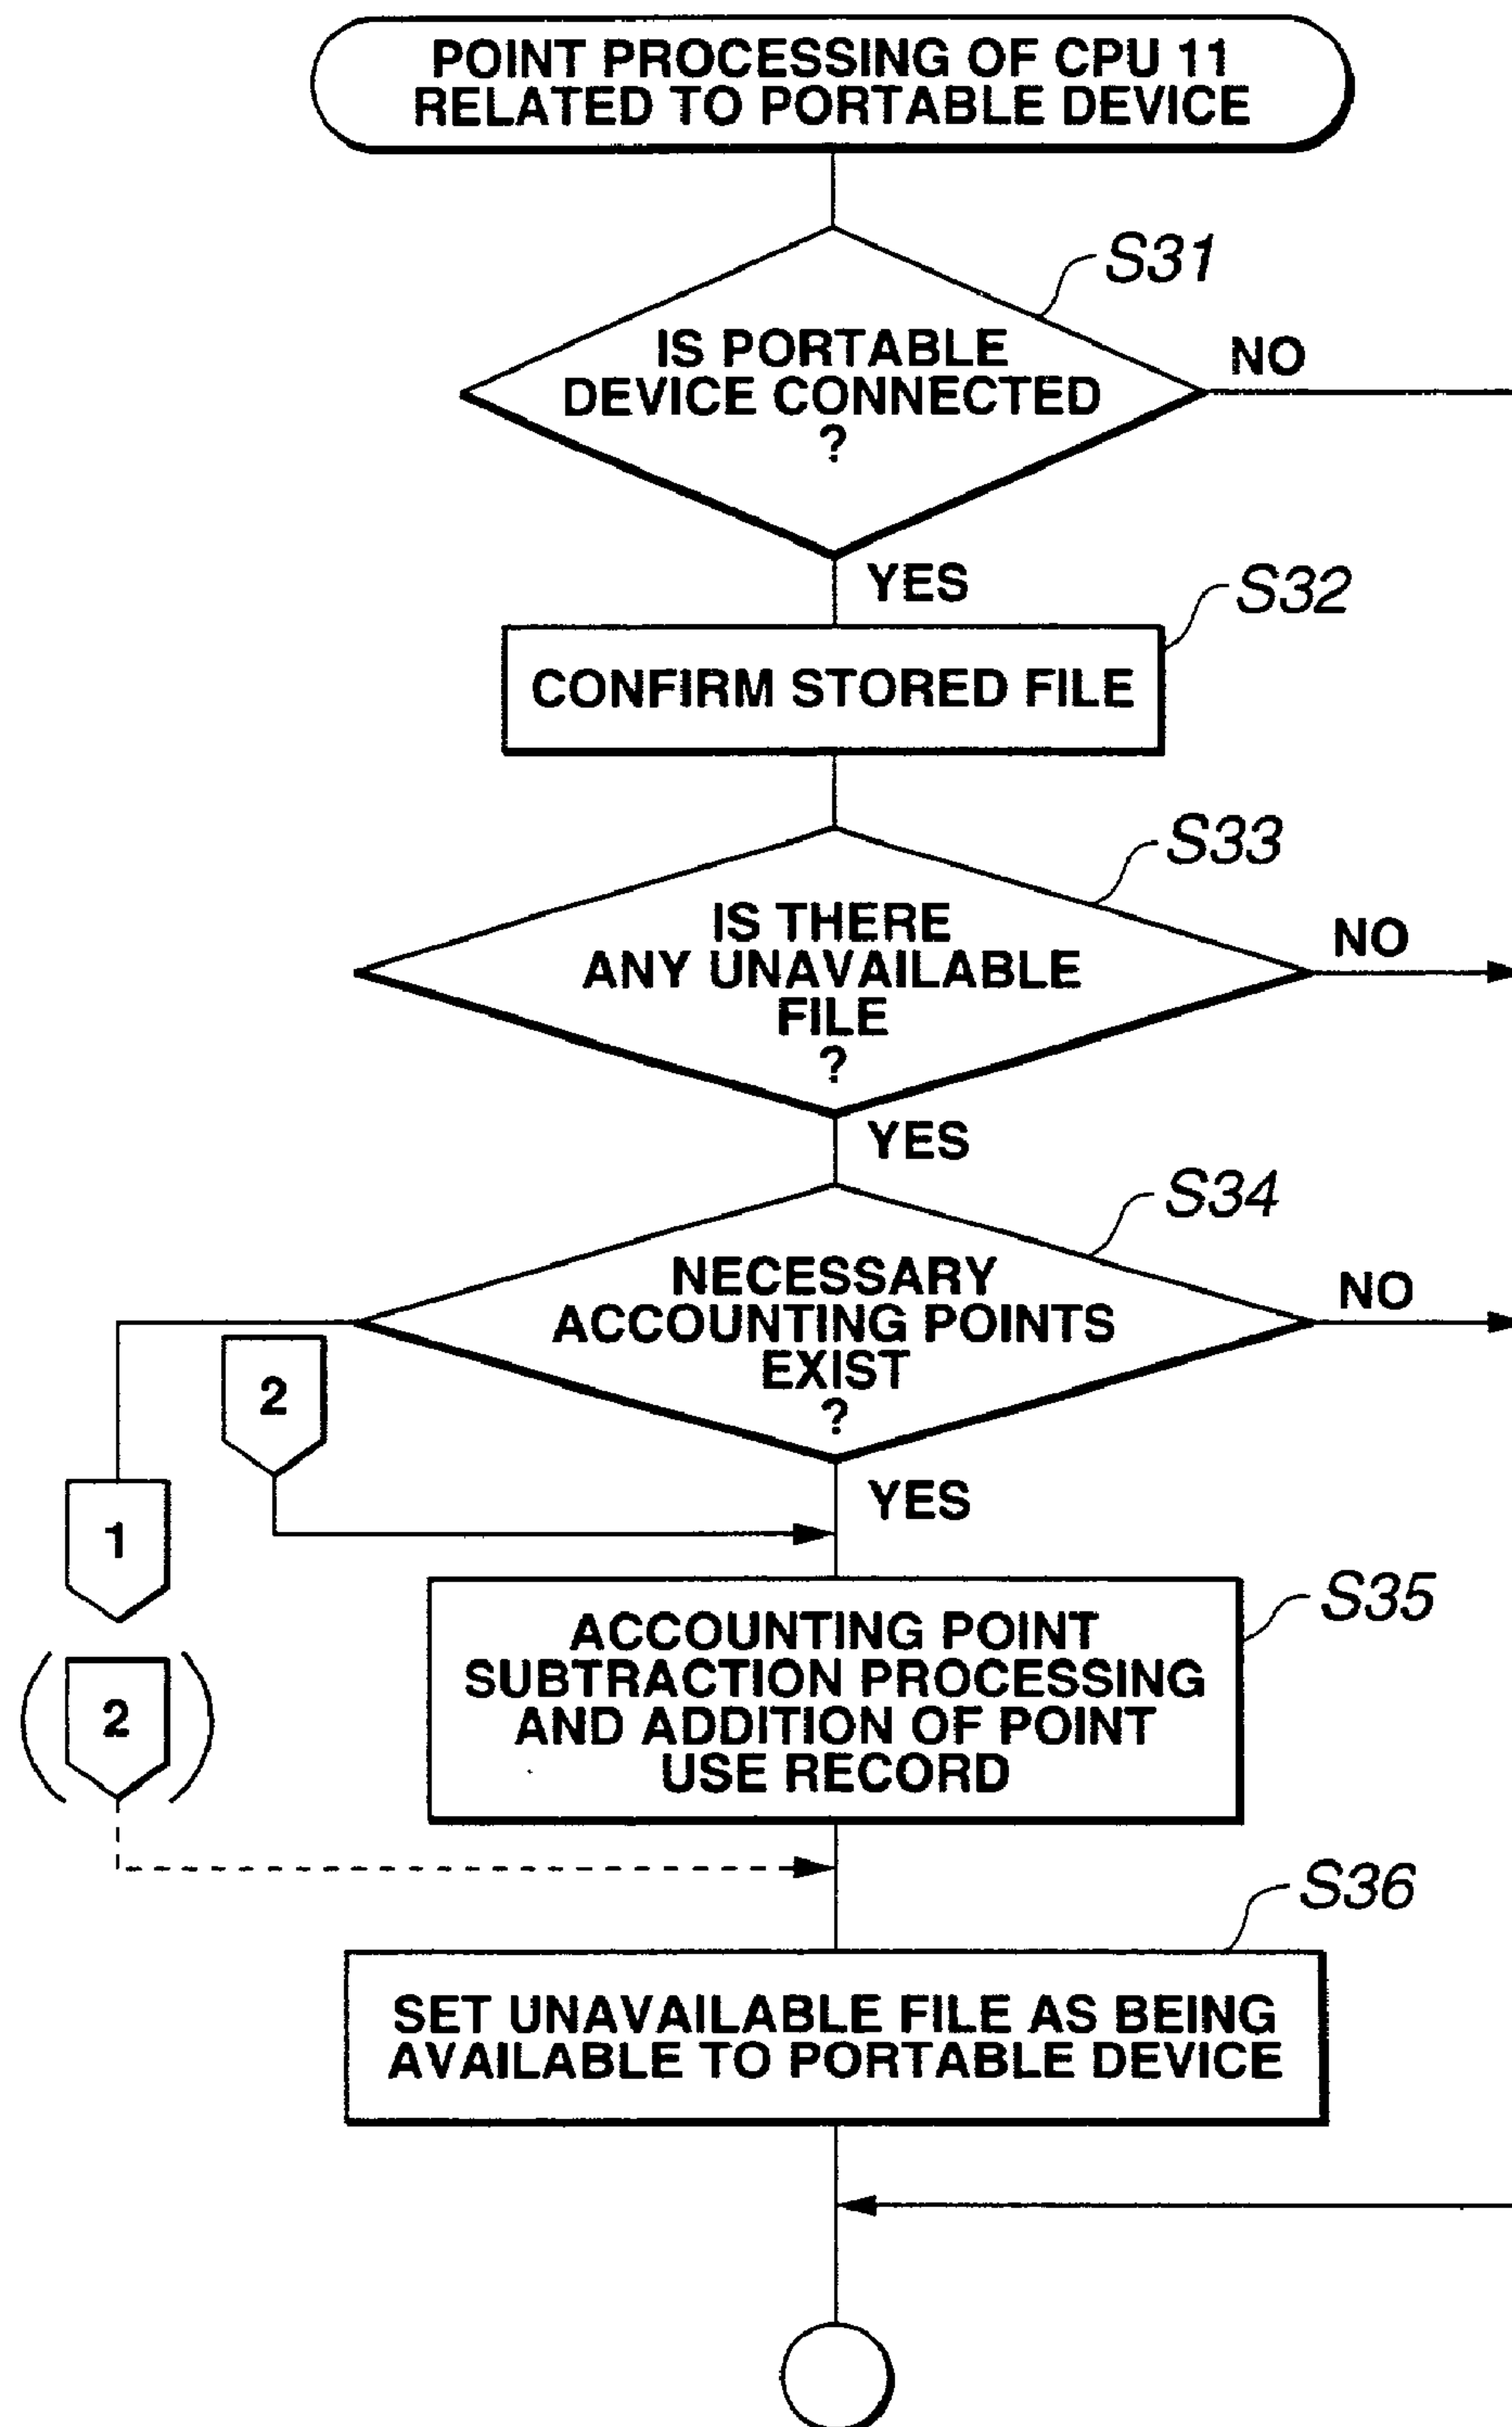 POINT PROCESSING OF CPU 11
RELATED TO PORTABLE DEVICE
S31
IS PORTABLE
DEVICE CONNECTED
?
NO
YES
S32
CONFIRM STORED FILE
S33
IS THERE
ANY UNAVAILABLE
FILE
?
NO
YES
S34
NECESSARY
ACCOUNTING POINTS
EXIST
?
NO
2
YES
1
S35
ACCOUNTING POINT
SUBTRACTION PROCESSING
AND ADDITION OF POINT
USE RECORD
(2)
S36
SET UNAVAILABLE FILE AS BEING
AVAILABLE TO PORTABLE DEVICE